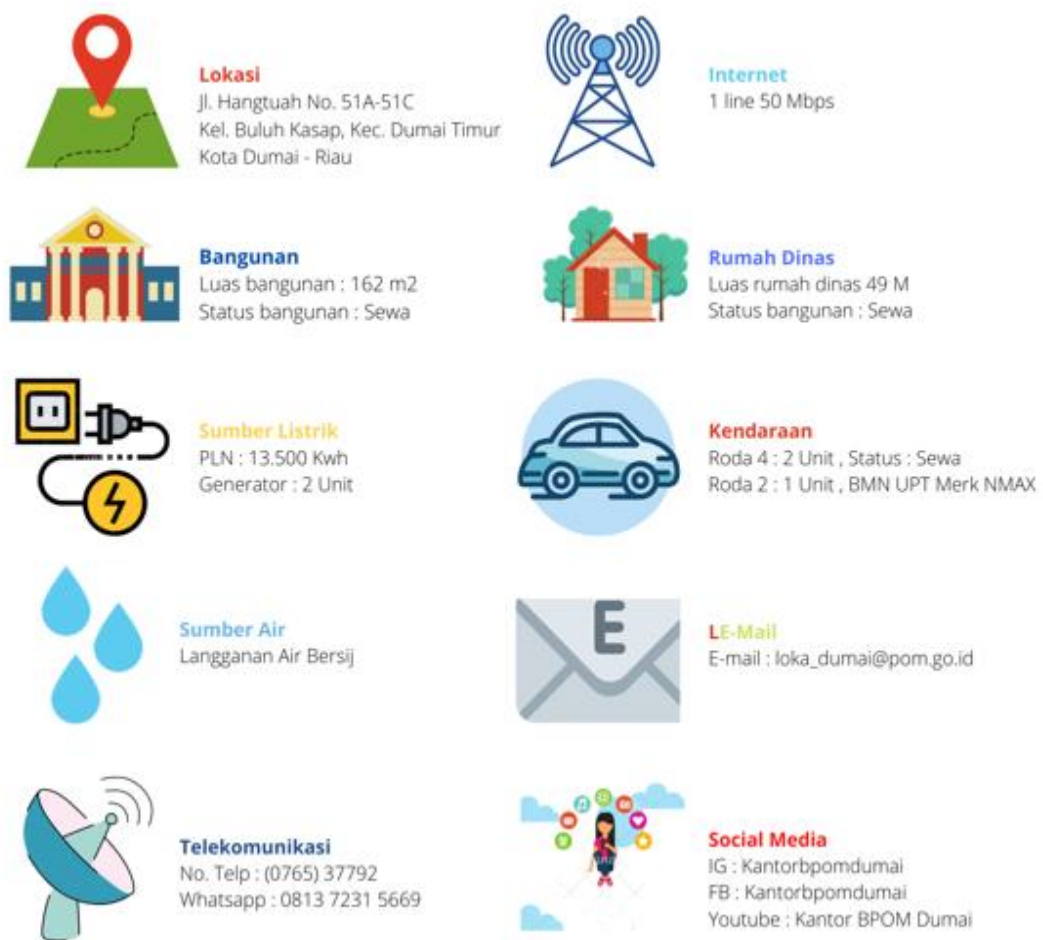 Lokasi
Jl. Hangtuah No. 51A-51C
Kel. Buluh Kasap, Kec. Dumai Timur
Kota Dumai - Riau
Internet
1 line 50 Mbps
Bangunan
Luas bangunan : 162 m2
Status bangunan : Sewa
Rumah Dinas
Luas rumah dinas 49 M
Status bangunan : Sewa
Sumber Listrik
PLN : 13.500 Kwh
Generator : 2 Unit
Kendaraan
Roda 4 : 2 Unit , Status : Sewa
Roda 2 : 1 Unit , BMN UPT Merk NMAX
Sumber Air
Langganan Air Bersij
E
LE-Mail
E-mail : loka_dumai@pom.go.id
Telekomunikasi
No. Telp : (0765) 37792
Whatsapp : 0813 7231 5669
Social Media
IG : Kantorbpomdumai
FB : Kantorbpomdumai
Youtube : Kantor BPOM Dumai